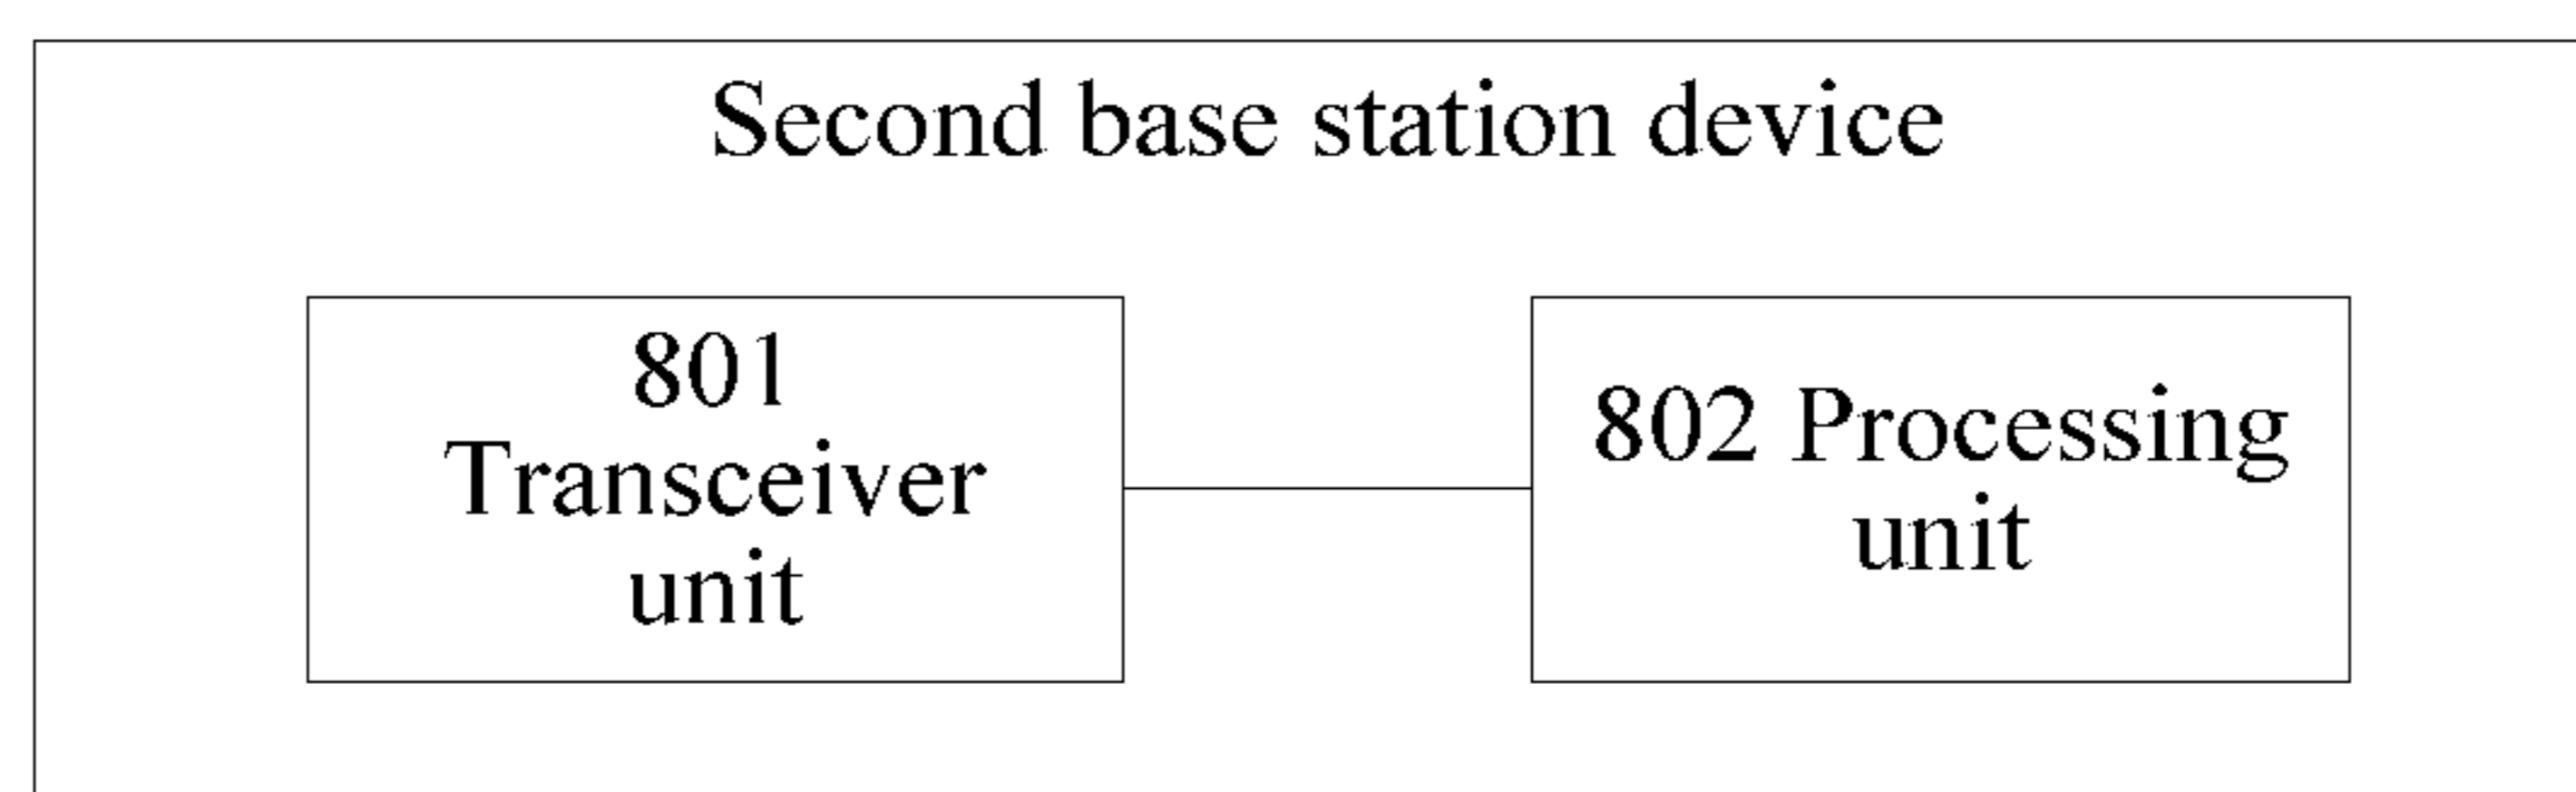 Second base station device
801
Transceiver
unit
802 Processing
unit